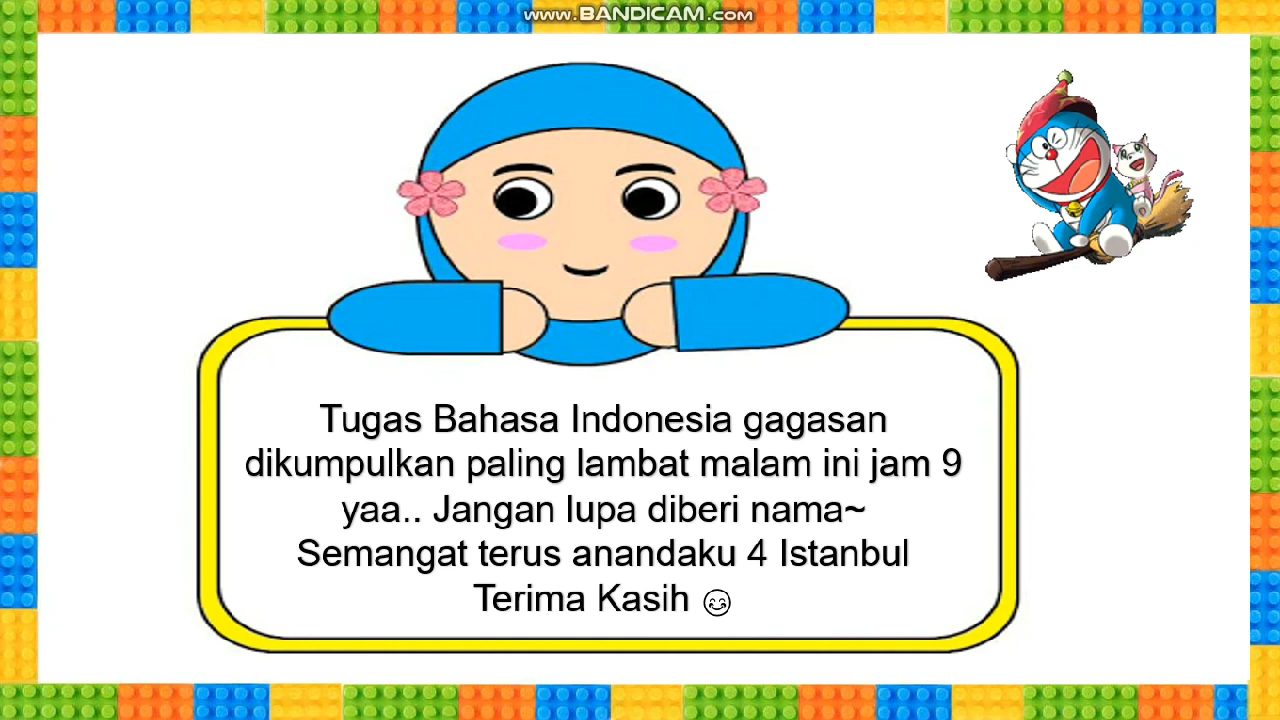 www.BANDICAM.com
Tugas Bahasa Indonesia gagasan
dikumpulkan paling lambat malam ini jam 9
yaa.. Jangan lupa diberi nama~
Semangat terus anandaku 4 Istanbul
Terima Kasih 😊